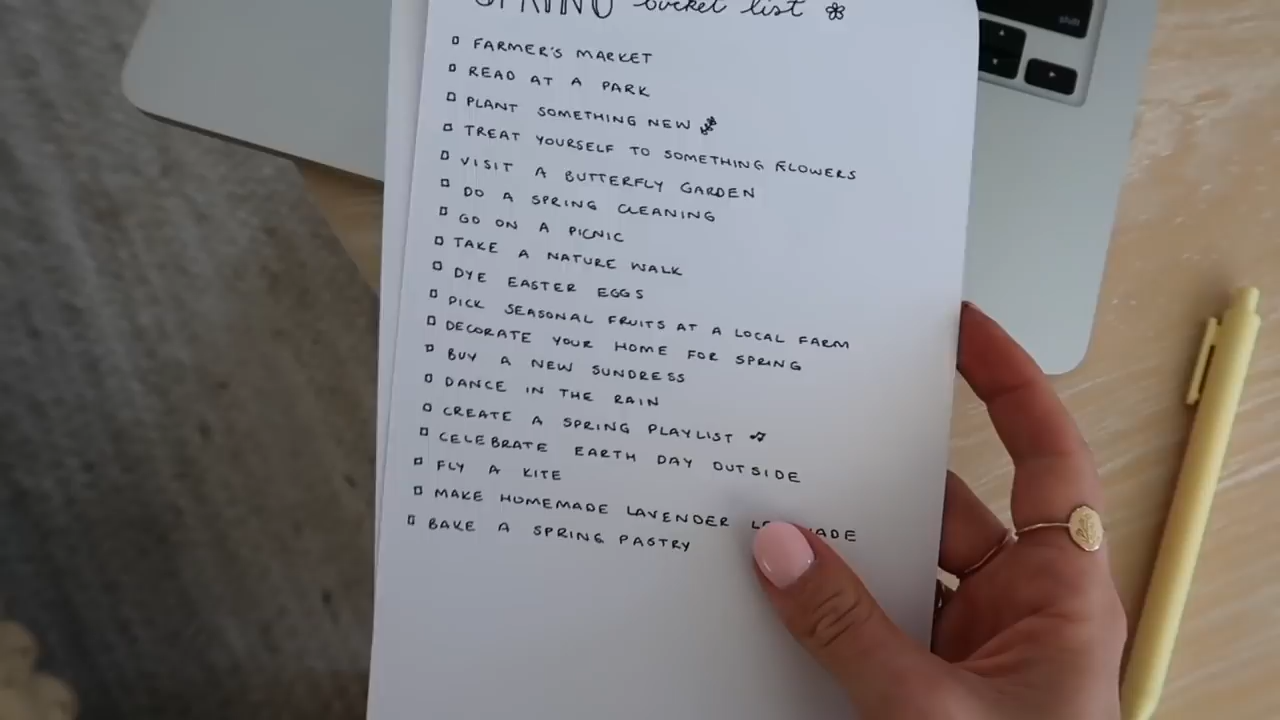 SPRING bucket list
FARMER'S MARKET
READ AT A PARK
PLANT SOMETHING NEW
TREAT YOURSELF TO SOMETHING FLOWERS
VISIT A BUTTERFLY GARDEN
DO A SPRING CLEANING
GO ON A PICNIC
TAKE A NATURE WALK
DYE EASTER EGGS
PICK SEASONAL FRUITS AT A LOCAL FARM
DECORATE YOUR HOME FOR SPRING
BUY A NEW SUNDRESS
DANCE IN THE RAIN
CREATE A SPRING PLAYLIST
CELEBRATE EARTH DAY OUTSIDE
FLY A KITE
MAKE HOMEMADE LAVENDER
BAKE A SPRING PASTRY
shift